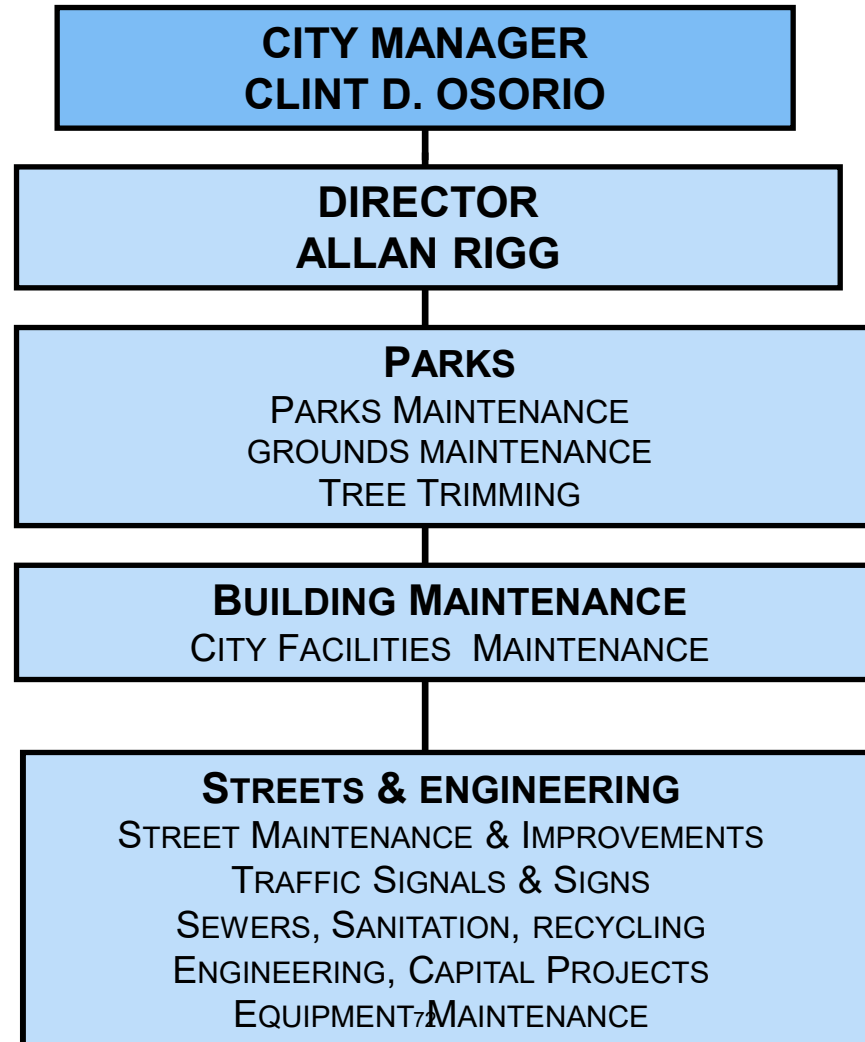 CITY MANAGER
CLINT D. OSORIO
DIRECTOR
ALLAN RIGG
PARKS
PARKS MAINTENANCE
GROUNDS MAINTENANCE
TREE TRIMMING
BUILDING MAINTENANCE
CITY FACILITIES MAINTENANCE
STREETS & ENGINEERING
STREET MAINTENANCE & IMPROVEMENTS
TRAFFIC SIGNALS & SIGNS
SEWERS, SANITATION, RECYCLING
ENGINEERING, CAPITAL PROJECTS
EQUIPMENT MAINTENANCE
72